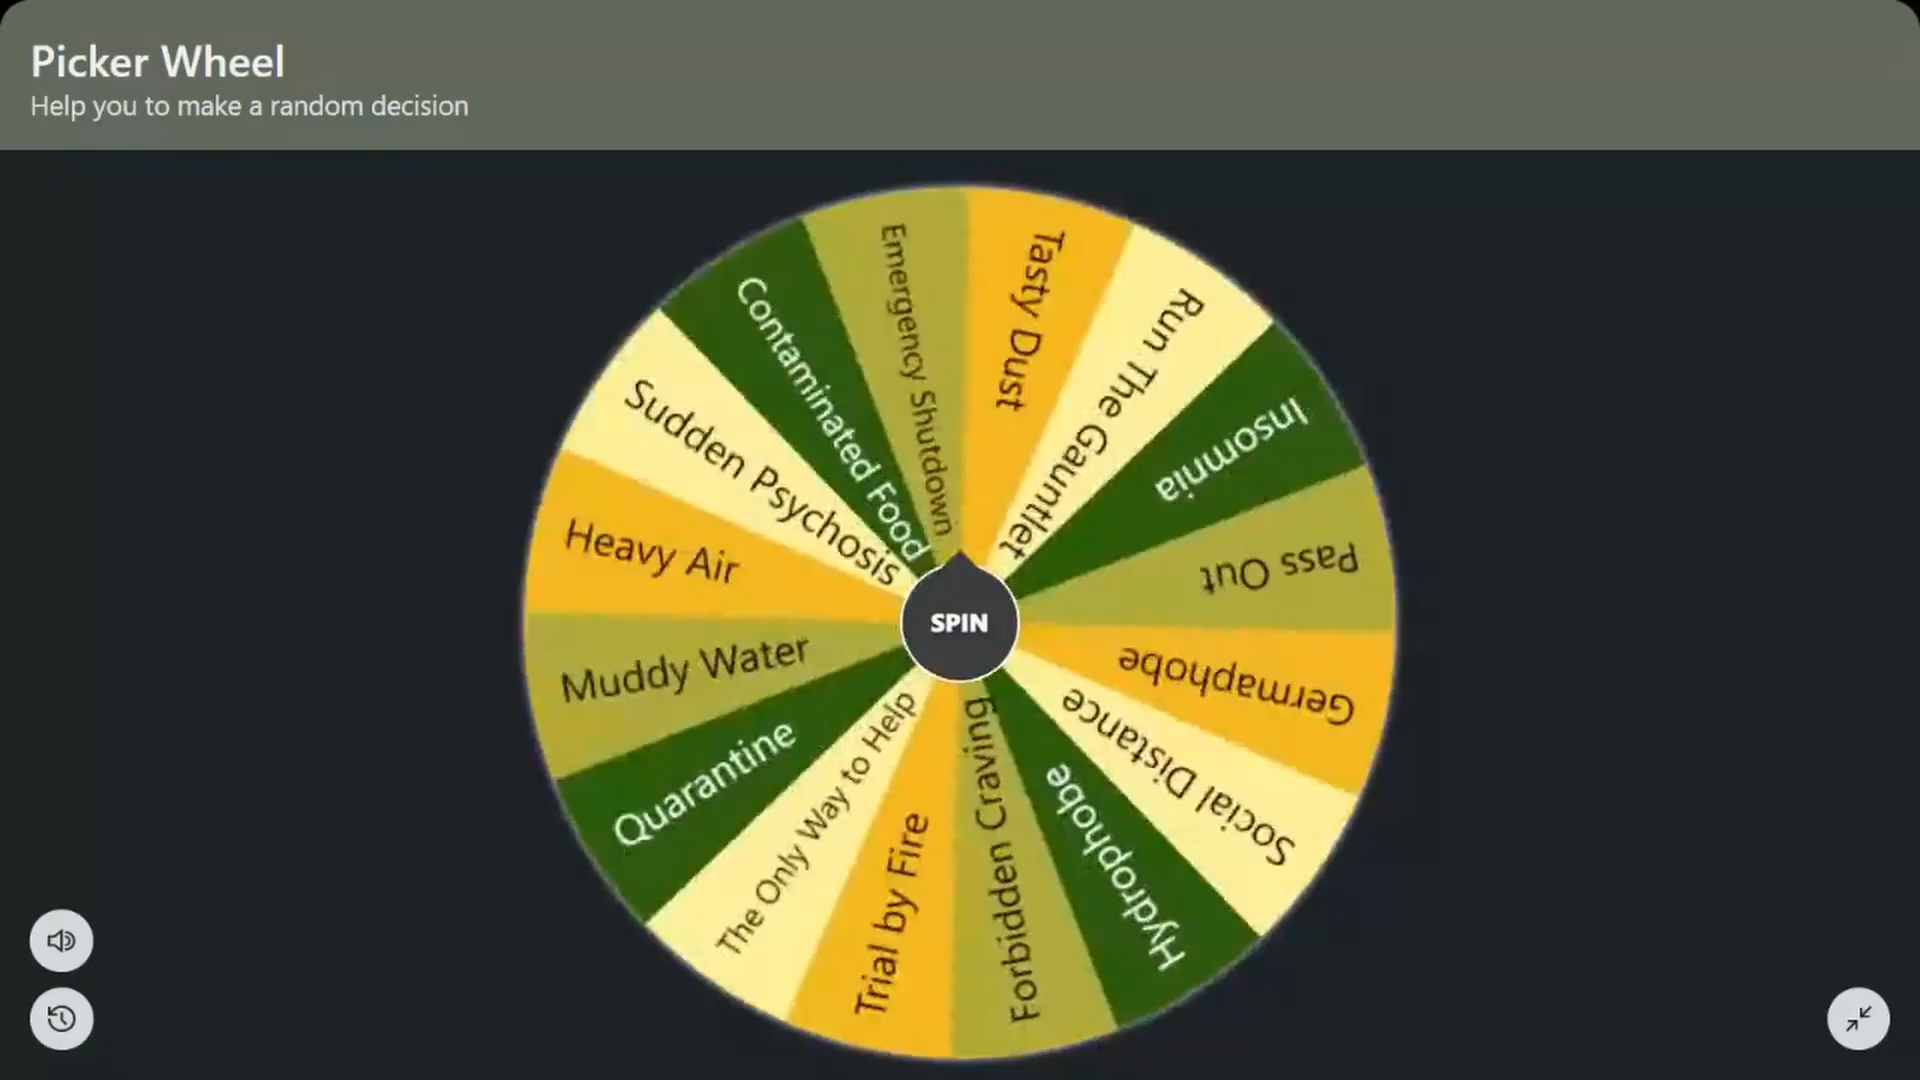 Picker Wheel
Help you to make a random decision
Emergency Shutdown
Tasty Dust
Run The Gauntlet
Insomnia
Pass Out
Germaphobe
Social Distance
Hydrophobe
Forbidden Craving
Trial by Fire
The Only Way to Help
Quarantine
Muddy Water
Heavy Air
Sudden Psychosis
Contaminated Food
SPIN